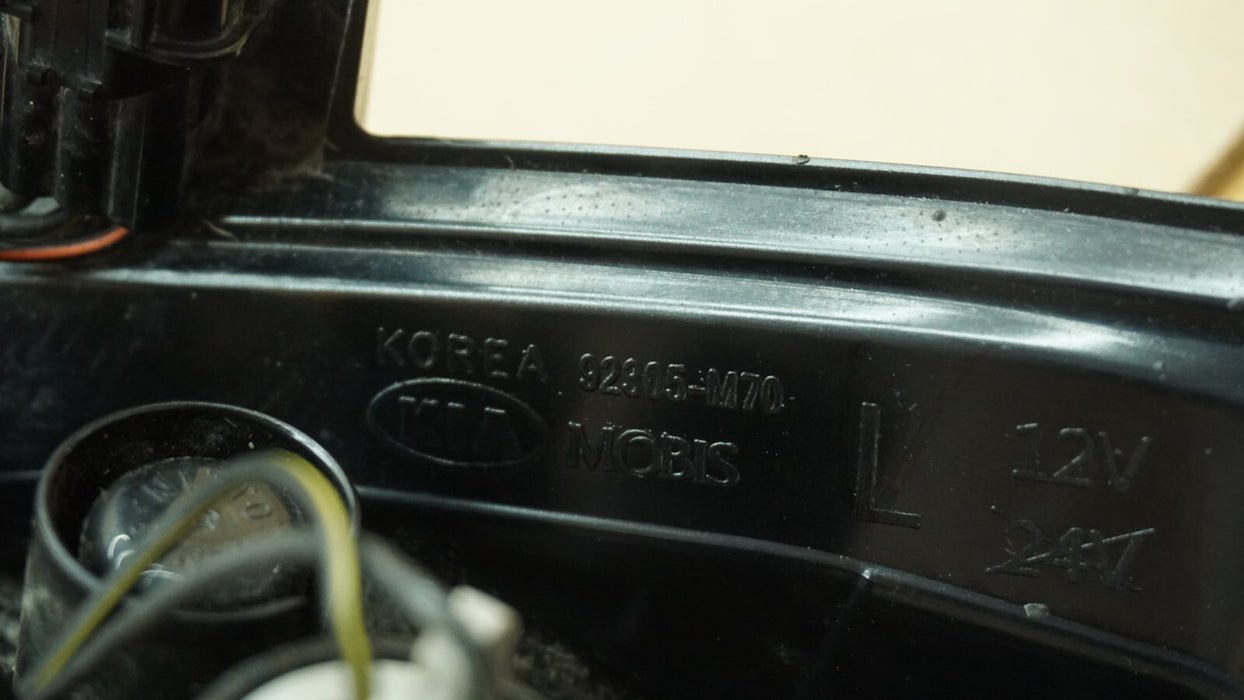 KOREA 92305-M70
KIA MOBIS
L 12V
24V